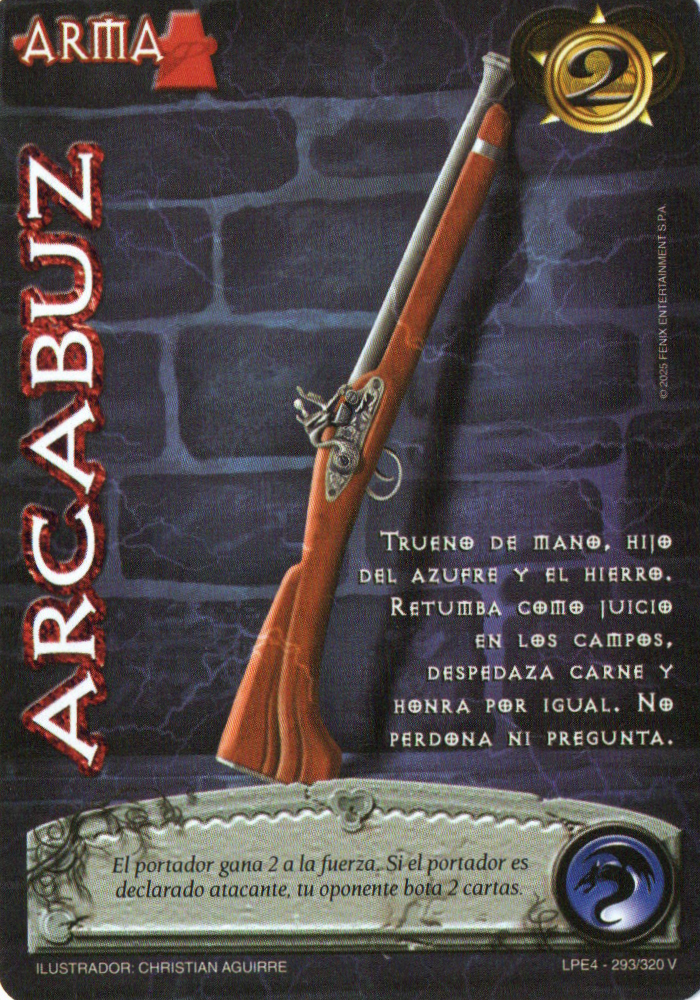 ARMA
2
ARCABUZ
© 2025 FENIX ENTERTAINMENT S.P.A.
Trueno de mano, hijo
del azufre y el hierro.
Retumba como juicio
en los campos,
despedaza carne y
honra por igual. No
perdona ni pregunta.
El portador gana 2 a la fuerza. Si el portador es
declarado atacante, tu oponente bota 2 cartas.
ILUSTRADOR: CHRISTIAN AGUIRRE
LPE4 - 293/320 V